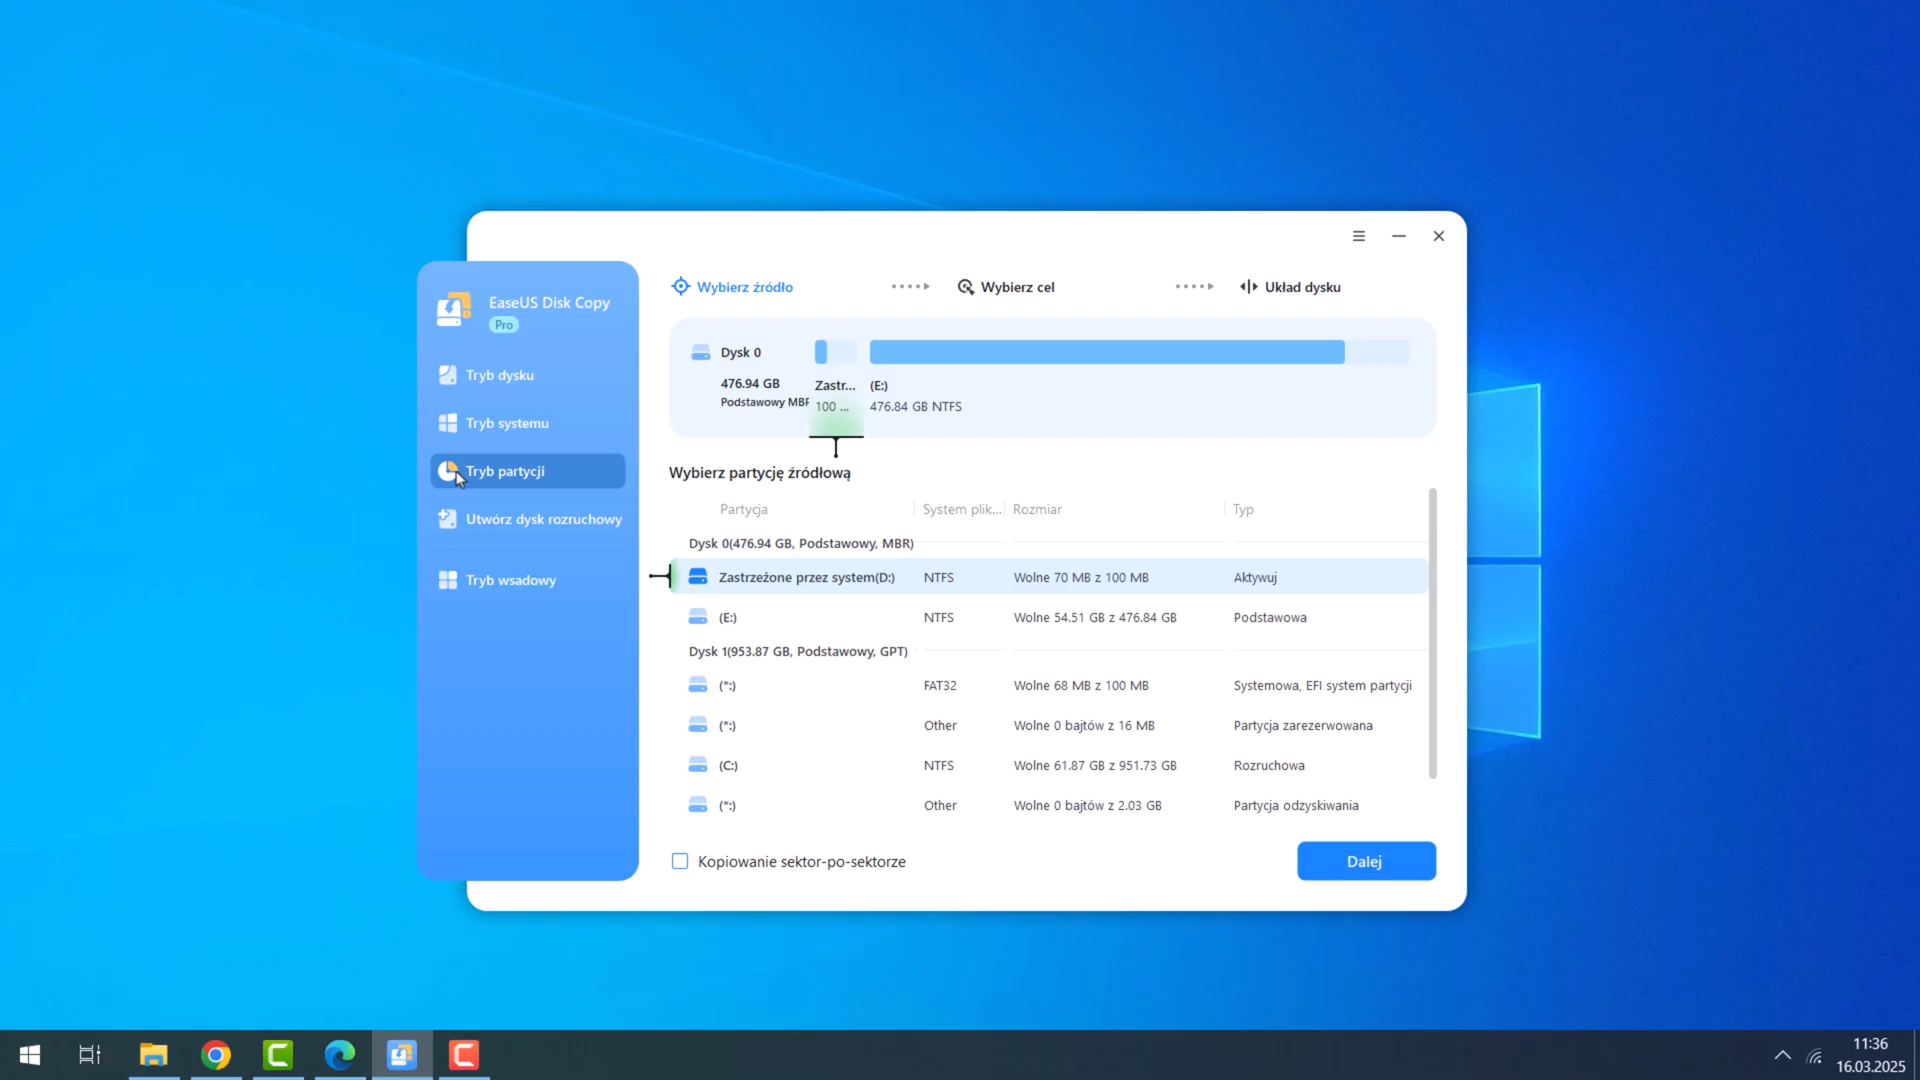 EaseUS Disk Copy
Pro
Tryb dysku
Tryb systemu
Tryb partycji
Utwórz dysk rozruchowy
Tryb wsadowy
Wybierz źródło
Wybierz cel
Układ dysku
Dysk 0
476.94 GB
Podstawowy MBR
Zastr...
100 ...
(E:)
476.84 GB NTFS
Wybierz partycję źródłową
Partycja System plik... Rozmiar Typ
Dysk 0(476.94 GB, Podstawowy, MBR)
Zastrzeżone przez system(D:) NTFS Wolne 70 MB z 100 MB Aktywuj
(E:) NTFS Wolne 54.51 GB z 476.84 GB Podstawowa
Dysk 1(953.87 GB, Podstawowy, GPT)
(*:) FAT32 Wolne 68 MB z 100 MB Systemowa, EFI system partycji
(*:) Other Wolne 0 bajtów z 16 MB Partycja zarezerwowana
(C:) NTFS Wolne 61.87 GB z 951.73 GB Rozruchowa
(*:) Other Wolne 0 bajtów z 2.03 GB Partycja odzyskiwania
Kopiowanie sektor-po-sektorze
Dalej
11:36
16.03.2025